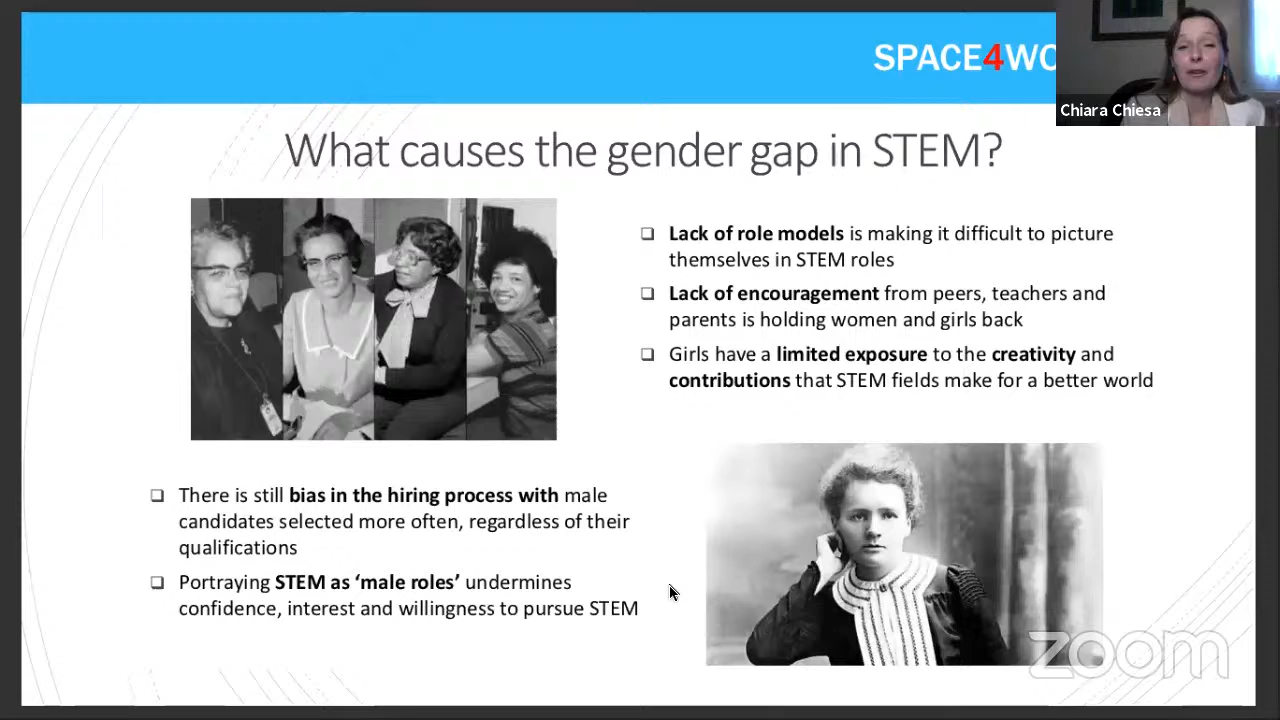 SPACE4WO
Chiara Chiesa
What causes the gender gap in STEM?
❑ Lack of role models is making it difficult to picture
themselves in STEM roles
❑ Lack of encouragement from peers, teachers and
parents is holding women and girls back
❑ Girls have a limited exposure to the creativity and
contributions that STEM fields make for a better world
❑ There is still bias in the hiring process with male
candidates selected more often, regardless of their
qualifications
❑ Portraying STEM as ‘male roles’ undermines
confidence, interest and willingness to pursue STEM
zoom